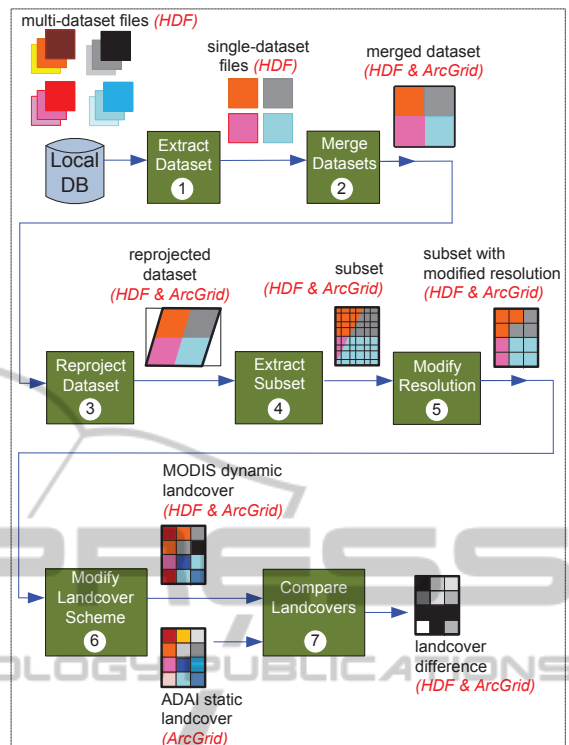 multi-dataset files (HDF)
single-dataset
files (HDF)
merged dataset
(HDF & ArcGrid)
Local
DB
Extract
Dataset
1
Merge
Datasets
2
reprojected
dataset
(HDF & ArcGrid)
subset
(HDF & ArcGrid)
subset with
modified resolution
(HDF & ArcGrid)
Reproject
Dataset
3
Extract
Subset
4
Modify
Resolution
5
MODIS dynamic
landcover
(HDF & ArcGrid)
Modify
Landcover
Scheme
6
Compare
Landcovers
7
landcover
difference
(HDF & ArcGrid)
ADAI static
landcover
(ArcGrid)
PRESS
OLOGY PUBLICATIONS